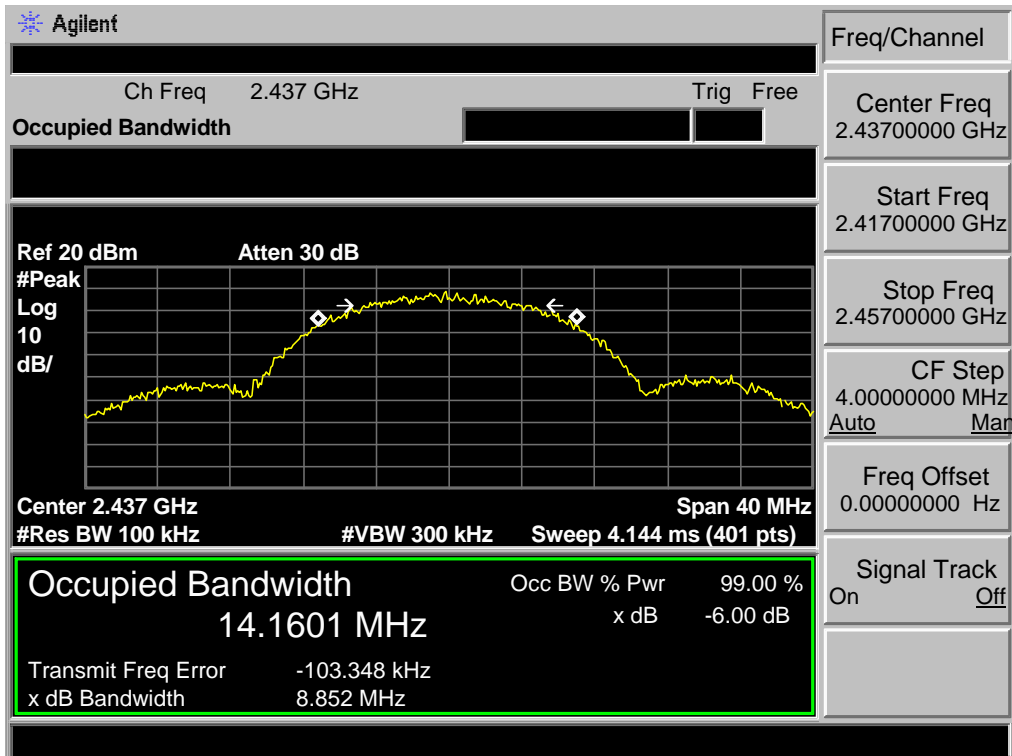 Agilent
Ch Freq 2.437 GHz Trig Free
Occupied Bandwidth
Ref 20 dBm Atten 30 dB
#Peak
Log
10
dB/
Center 2.437 GHz Span 40 MHz
#Res BW 100 kHz #VBW 300 kHz Sweep 4.144 ms (401 pts)
Occupied Bandwidth
14.1601 MHz
Occ BW % Pwr 99.00 %
x dB -6.00 dB
Transmit Freq Error -103.348 kHz
x dB Bandwidth 8.852 MHz
Freq/Channel
Center Freq
2.43700000 GHz
Start Freq
2.41700000 GHz
Stop Freq
2.45700000 GHz
CF Step
4.00000000 MHz
Auto Man
Freq Offset
0.00000000 Hz
Signal Track
On Off